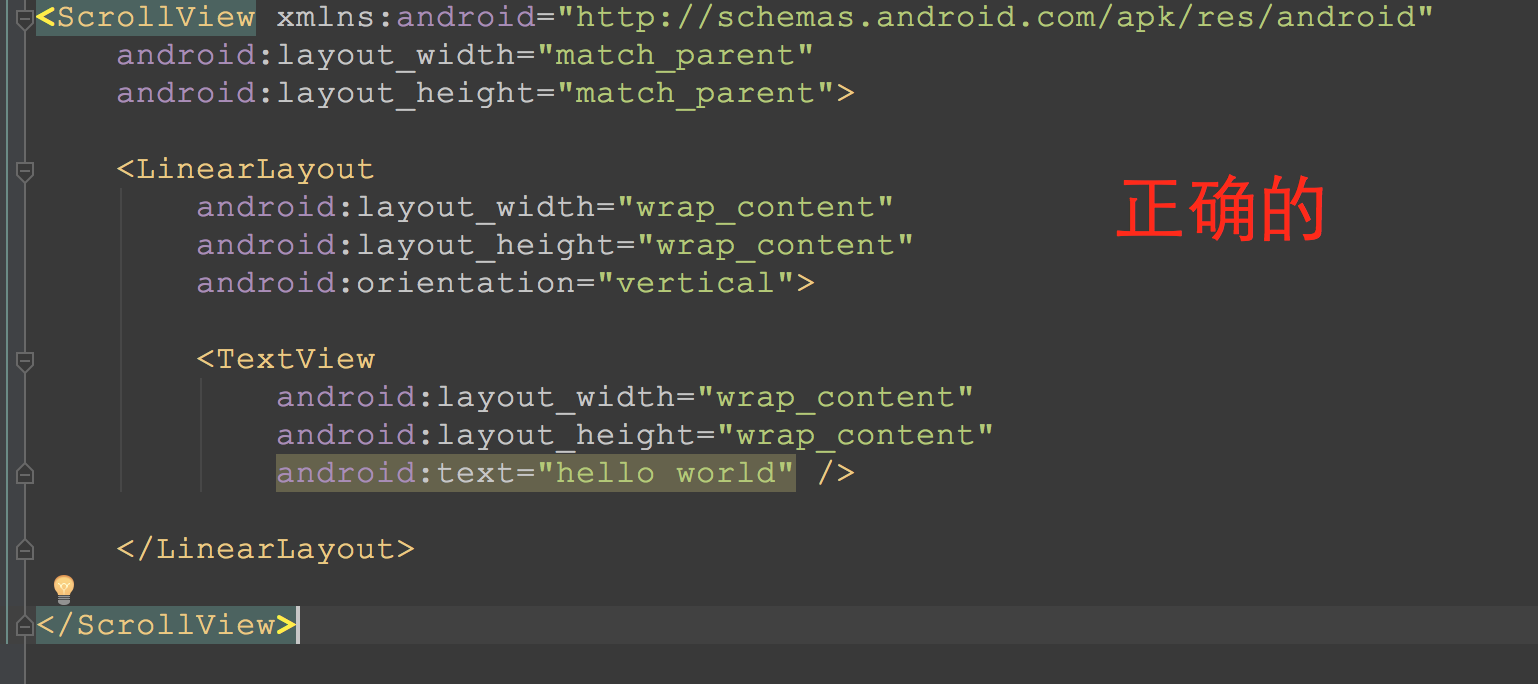 <ScrollView xmlns:android="http://schemas.android.com/apk/res/android"
    android:layout_width="match_parent"
    android:layout_height="match_parent">
    <LinearLayout
        android:layout_width="wrap_content"
        android:layout_height="wrap_content"
        android:orientation="vertical">
正确的
        <TextView
            android:layout_width="wrap_content"
            android:layout_height="wrap_content"
            android:text="hello world" />
    </LinearLayout>
</ScrollView>